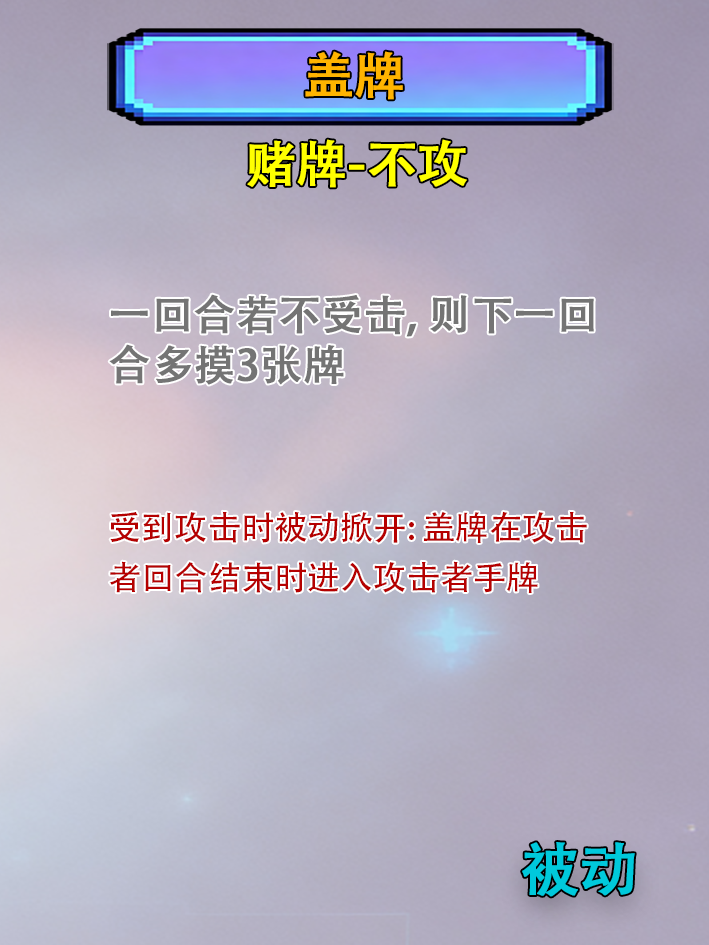 盖牌
赌牌-不攻
一回合若不受击, 则下一回
合多摸3张牌
受到攻击时被动掀开: 盖牌在攻击
者回合结束时进入攻击者手牌
被动